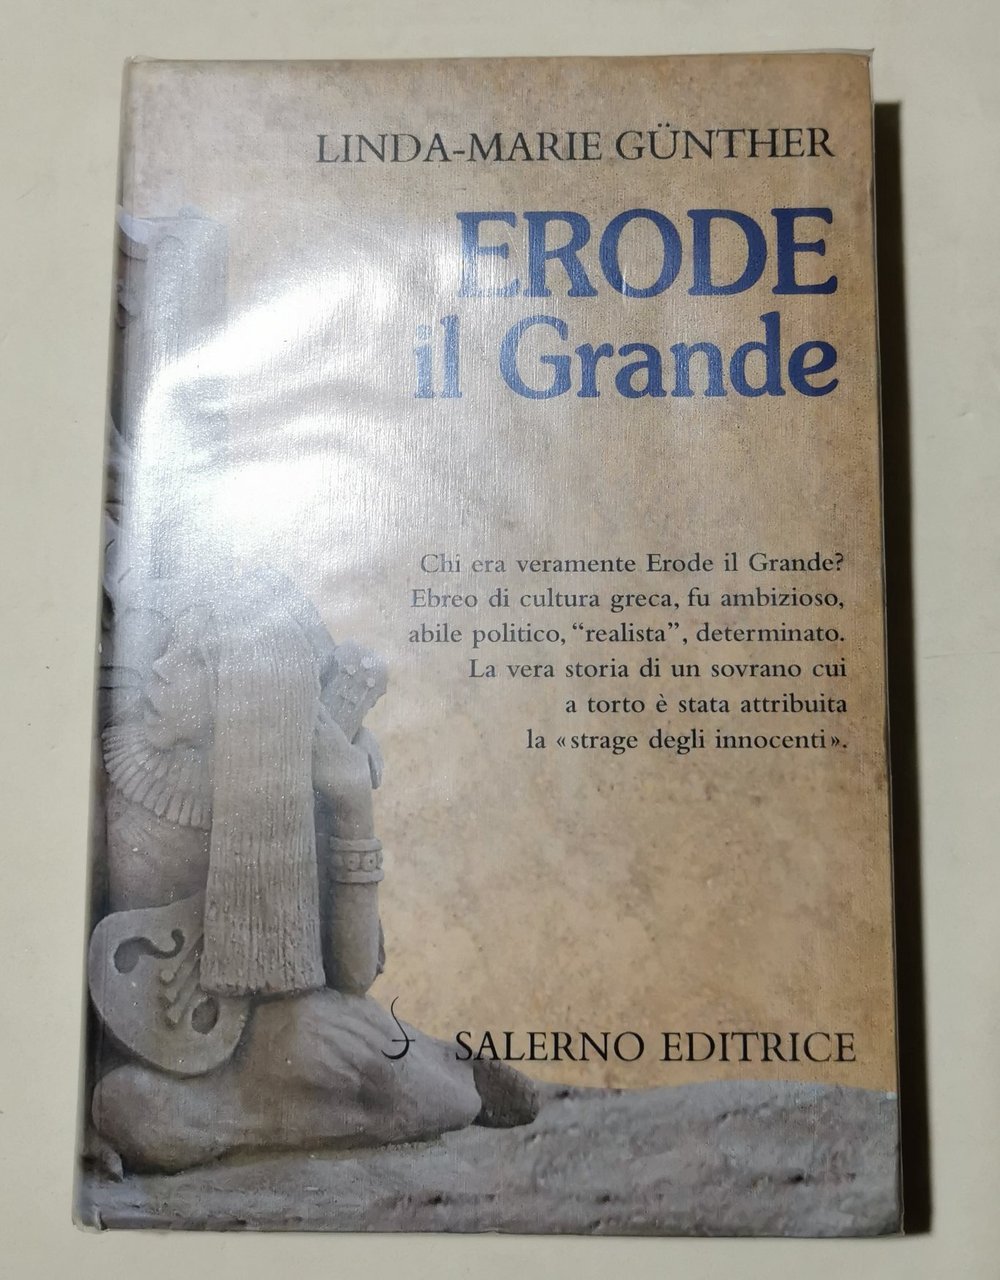 LINDA-MARIE GÜNTHER
ERODE
il Grande
Chi era veramente Erode il Grande?
Ebreo di cultura greca, fu ambizioso,
abile politico, “realista”, determinato.
La vera storia di un sovrano cui
a torto è stata attribuita
la «strage degli innocenti».
SALERNO EDITRICE